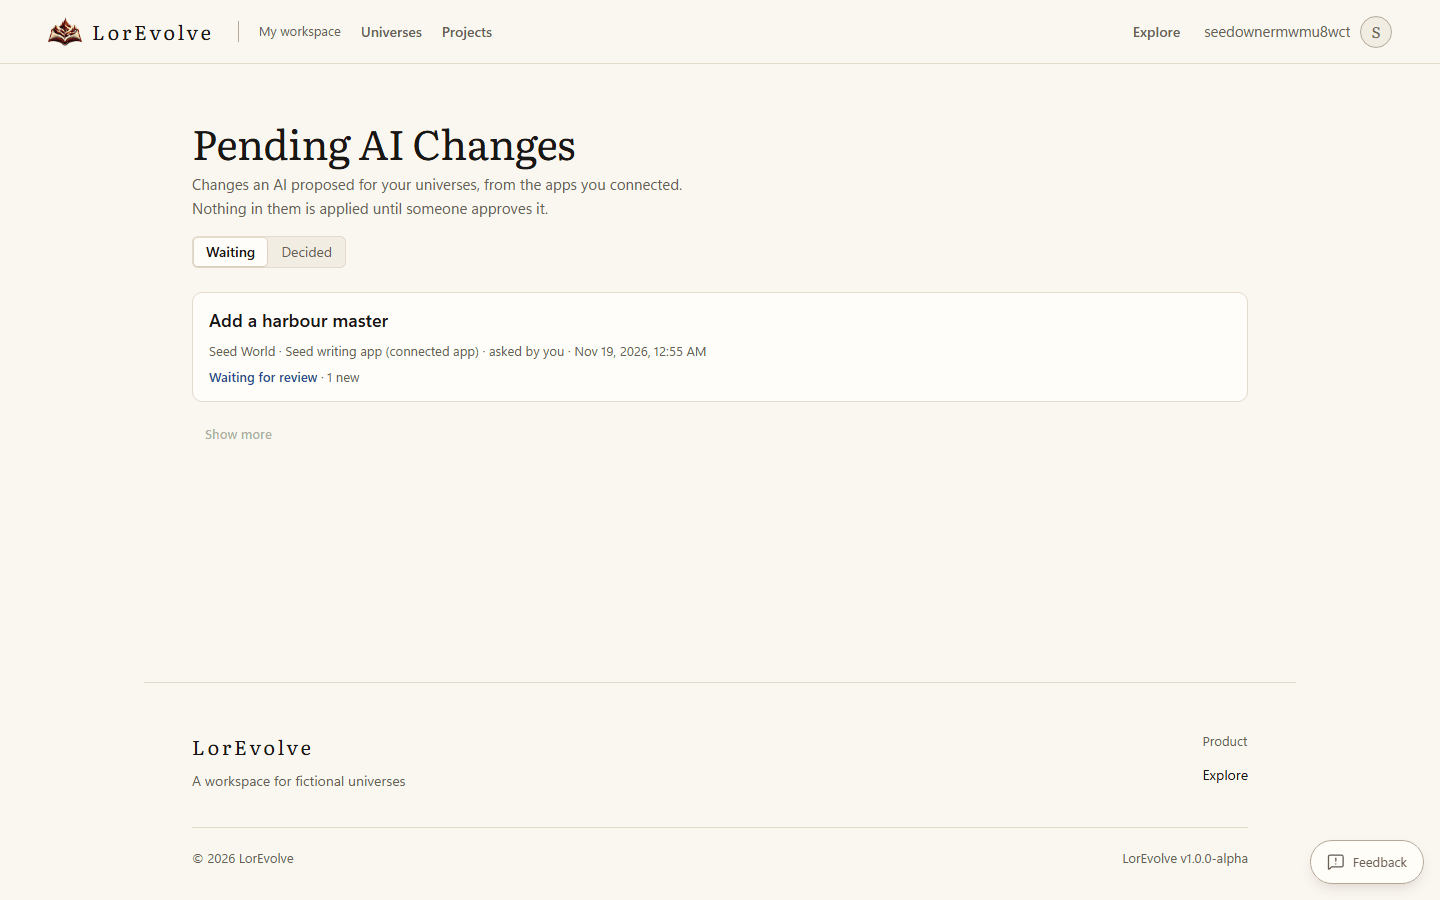 LorEvolve
My workspace
Universes
Projects
Explore
seedownermwmu8wct
S
Pending AI Changes
Changes an AI proposed for your universes, from the apps you connected.
Nothing in them is applied until someone approves it.
Waiting
Decided
Add a harbour master
Seed World · Seed writing app (connected app) · asked by you · Nov 19, 2026, 12:55 AM
Waiting for review · 1 new
Show more
LorEvolve
A workspace for fictional universes
Product
Explore
© 2026 LorEvolve
LorEvolve v1.0.0-alpha
Feedback